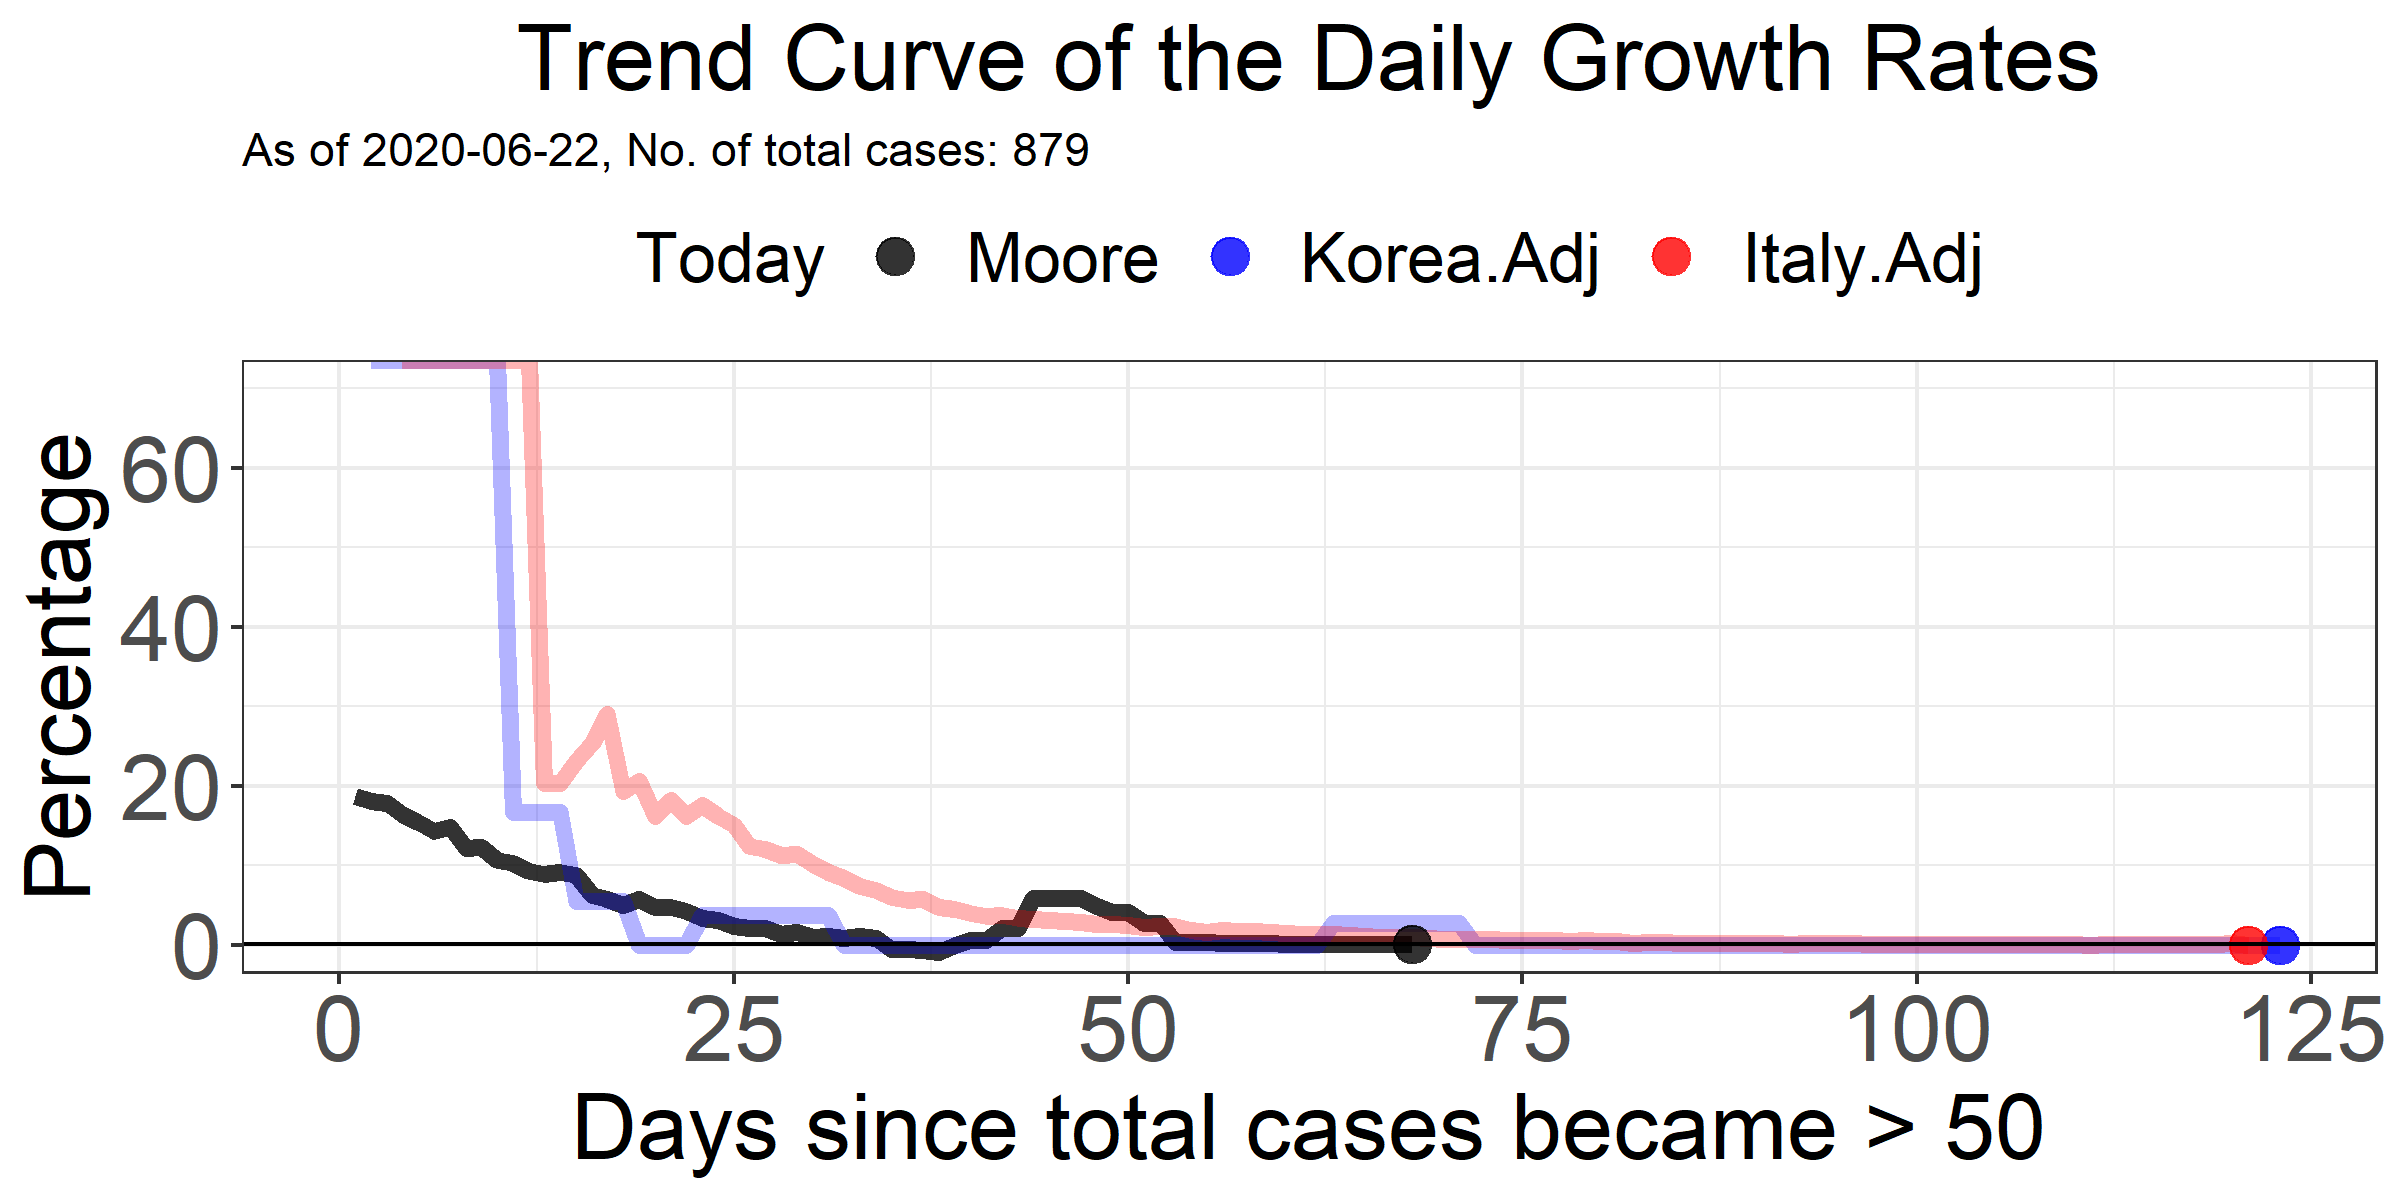 Trend Curve of the Daily Growth Rates
As of 2020-06-22, No. of total cases: 879
Today Moore Korea.Adj Italy.Adj
Percentage
60
40
20
0
0 25 50 75 100 125
Days since total cases became > 50